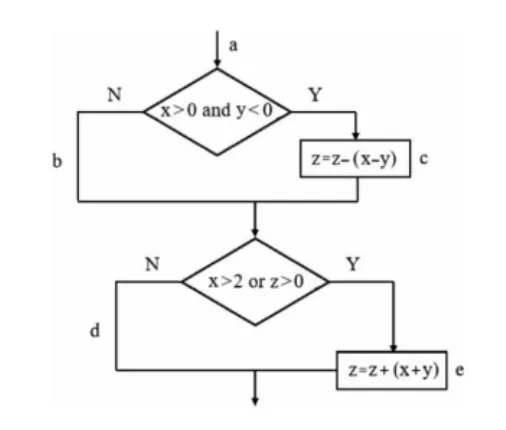 a
N
Y
x>0 and y<0
b
z=z-(x-y)
c
N
Y
x>2 or z>0
d
z=z+(x+y)
e